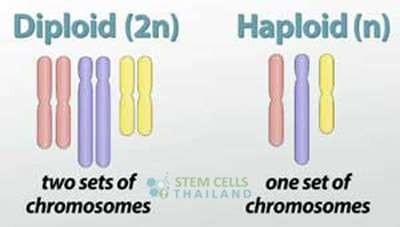 Diploid (2n)
Haploid (n)
two sets of
chromosomes
STEM CELLS
THAILAND
one set of
chromosomes